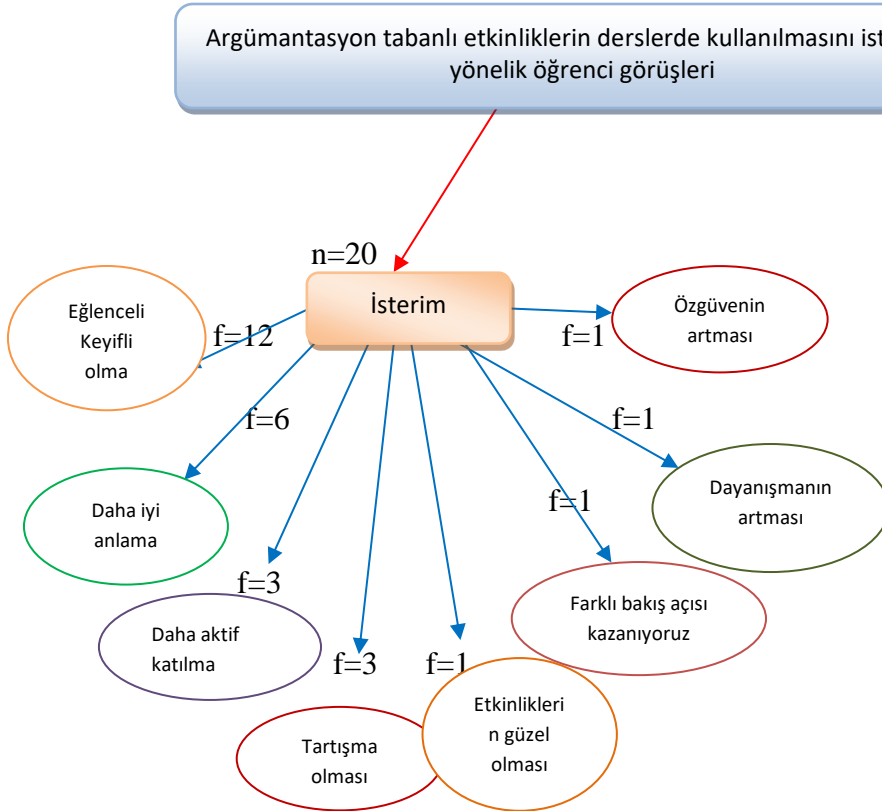 Argümantasyon tabanlı etkinliklerin derslerde kullanılmasını ist
yönelik öğrenci görüşleri
n=20
İsterim
Eğlenceli
Keyifli
olma
f=12
f=1
Özgüvenin
artması
f=6
f=1
Daha iyi
anlama
f=1
Dayanışmanın
artması
f=3
Daha aktif
katılma
f=3
f=1
Farklı bakış açısı
kazanıyoruz
Tartışma
olması
Etkinlikleri
n güzel
olması